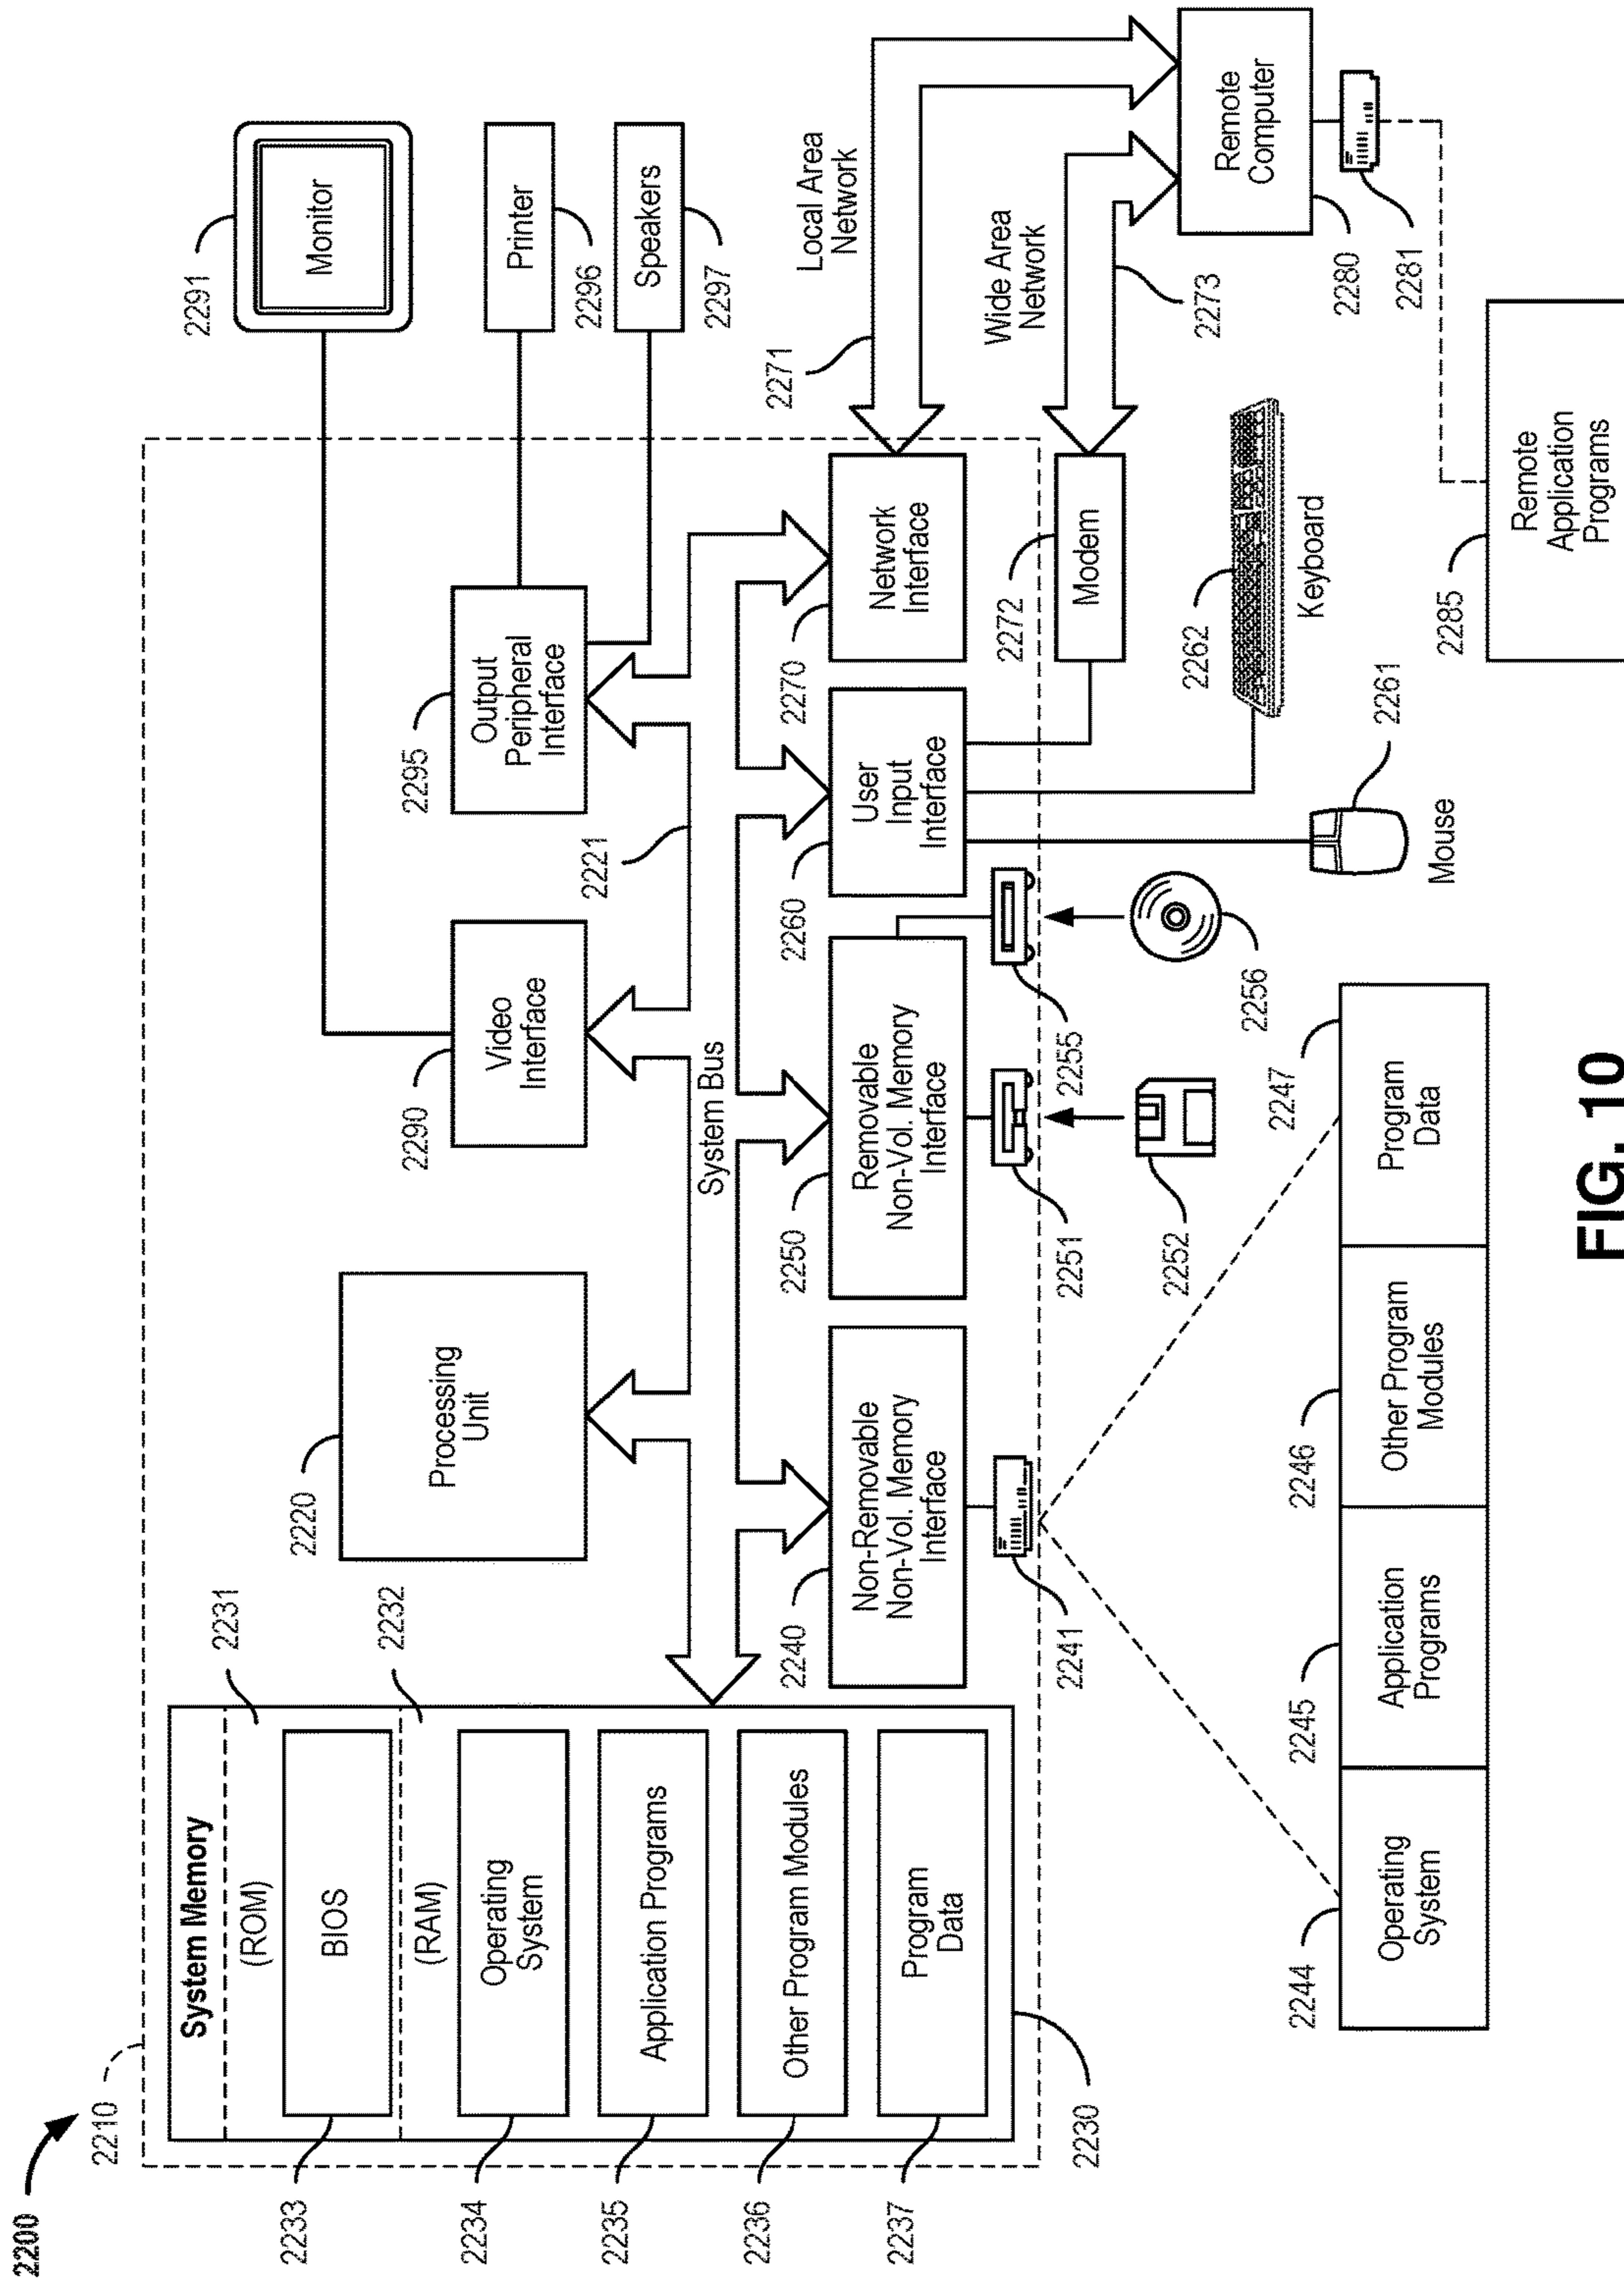 2200
2210
System Memory
(ROM)
2231
BIOS
2233
(RAM)
2232
Operating
System
2234
Application Programs
2235
Other Program Modules
2236
Program
Data
2237
2230
2220
Processing
Unit
2290
Video
Interface
2295
Output
Peripheral
Interface
2291
Monitor
Printer
2296
Speakers
2297
System Bus
2221
2240
Non-Removable
Non-Vol. Memory
Interface
2250
Removable
Non-Vol. Memory
Interface
2260
User
Input
Interface
2270
Network
Interface
Local Area
Network
2271
Wide Area
Network
2273
2272
Modem
Remote
Computer
2280
2281
2241
2251
2255
2252
2256
2262
Keyboard
2261
Mouse
2244
Operating
System
2245
Application
Programs
2246
Other Program
Modules
2247
Program
Data
2285
Remote
Application
Programs
FIG. 10